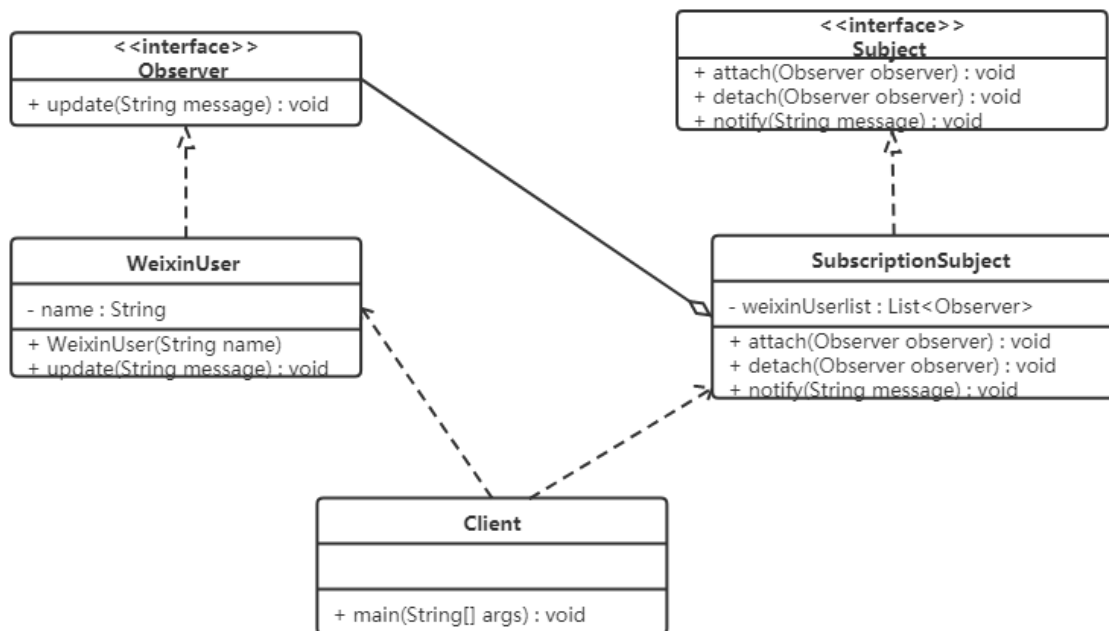 <<interface>>
Observer
+ update(String message) : void
<<interface>>
Subject
+ attach(Observer observer) : void
+ detach(Observer observer) : void
+ notify(String message) : void
WeixinUser
- name : String
+ WeixinUser(String name)
+ update(String message) : void
SubscriptionSubject
- weixinUserlist : List<Observer>
+ attach(Observer observer) : void
+ detach(Observer observer) : void
+ notify(String message) : void
Client
+ main(String[] args) : void